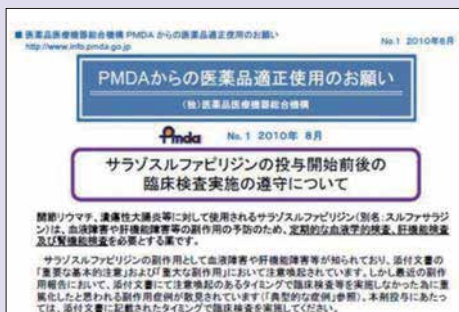 ■ 医薬品医療機器総合機構 PMDA からの医薬品適正使用のお願い
http://www.info.pmda.go.jp
No.1 2010年8月
PMDAからの医薬品適正使用のお願い
(独)医薬品医療機器総合機構
Pmda No. 1 2010年 8月
サラゾスルファピリジンの投与開始前後の
臨床検査実施の遵守について
関節リウマチ、潰瘍性大腸炎等に対して使用されるサラゾスルファピリジン(別名:スルファサラジ
ン)は、血液障害や肝機能障害等の副作用の予防のため、定期的な血液学的検査、肝機能検査
及び腎機能検査を必要とする薬です。
サラゾスルファピリジンの副作用として血液障害や肝機能障害等が知られており、添付文書の
「重要な基本的注意」および「重大な副作用」において注意喚起されています。しかし最近の副作
用報告において、添付文書にて注意喚起のあるタイミングで臨床検査等を実施しなかった為に重
篤化したと思われる副作用症例が散見されています(「典型的な症例」参照)。本剤投与にあたっ
ては、添付文書に記載されたタイミングで臨床検査を実施してください。